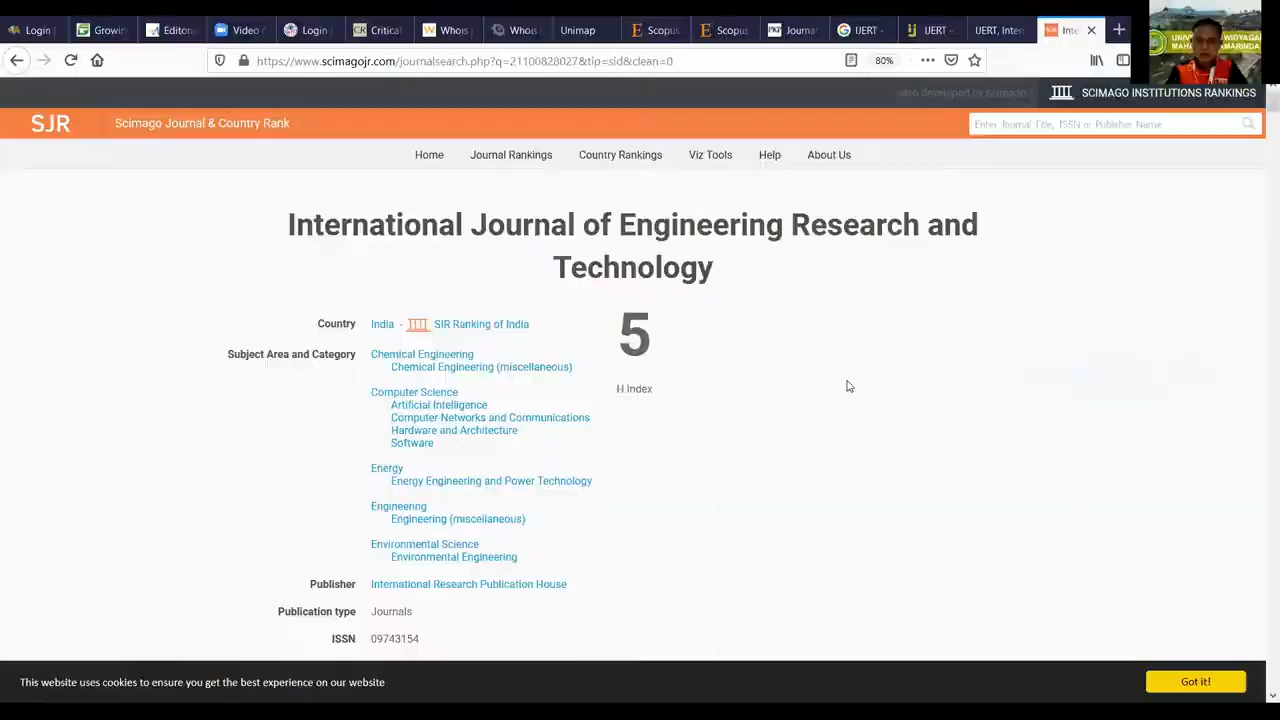 Login
Growin
Editoria
Video C
Login
Critical
Whois
Whois
Unimap
Scopus
Scopus
Journa
IJERT -
IJERT –
IJERT, Intern
Inte
https://www.scimagojr.com/journalsearch.php?q=21100828027&tip=sid&clean=0
80%
also developed by scimago:
SCIMAGO INSTITUTIONS RANKINGS
SJR
Scimago Journal & Country Rank
Enter Journal Title, ISSN or Publisher Name
Home
Journal Rankings
Country Rankings
Viz Tools
Help
About Us
International Journal of Engineering Research and
Technology
Country
India - SIR Ranking of India
5
H Index
Subject Area and Category
Chemical Engineering
Chemical Engineering (miscellaneous)
Computer Science
Artificial Intelligence
Computer Networks and Communications
Hardware and Architecture
Software
Energy
Energy Engineering and Power Technology
Engineering
Engineering (miscellaneous)
Environmental Science
Environmental Engineering
Publisher
International Research Publication House
Publication type
Journals
ISSN
09743154
This website uses cookies to ensure you get the best experience on our website
Got it!